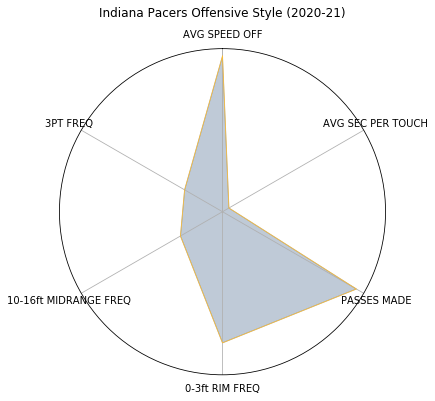 Indiana Pacers Offensive Style (2020-21)
AVG SPEED OFF
3PT FREQ
AVG SEC PER TOUCH
10-16ft MIDRANGE FREQ
PASSES MADE
0-3ft RIM FREQ